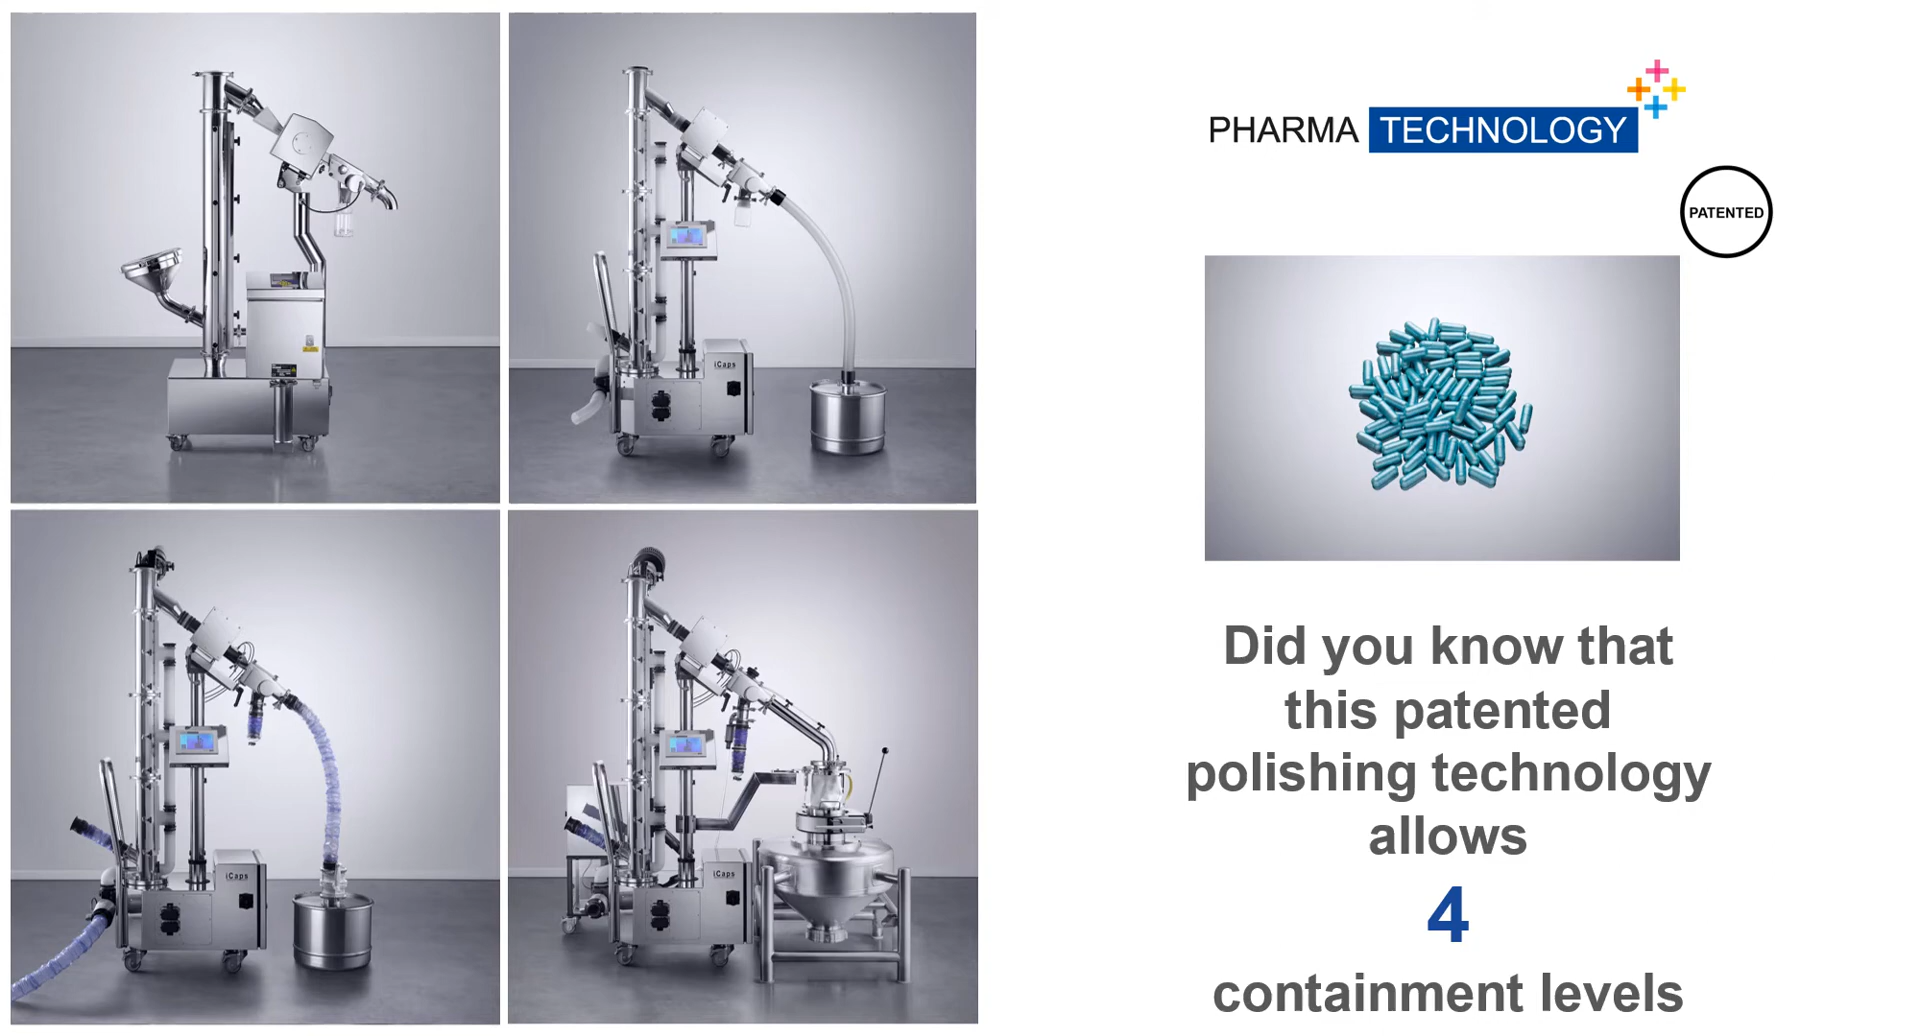 PHARMA TECHNOLOGY
PATENTED
iCaps
iCaps
iCaps
Did you know that
this patented
polishing technology
allows
4
containment levels